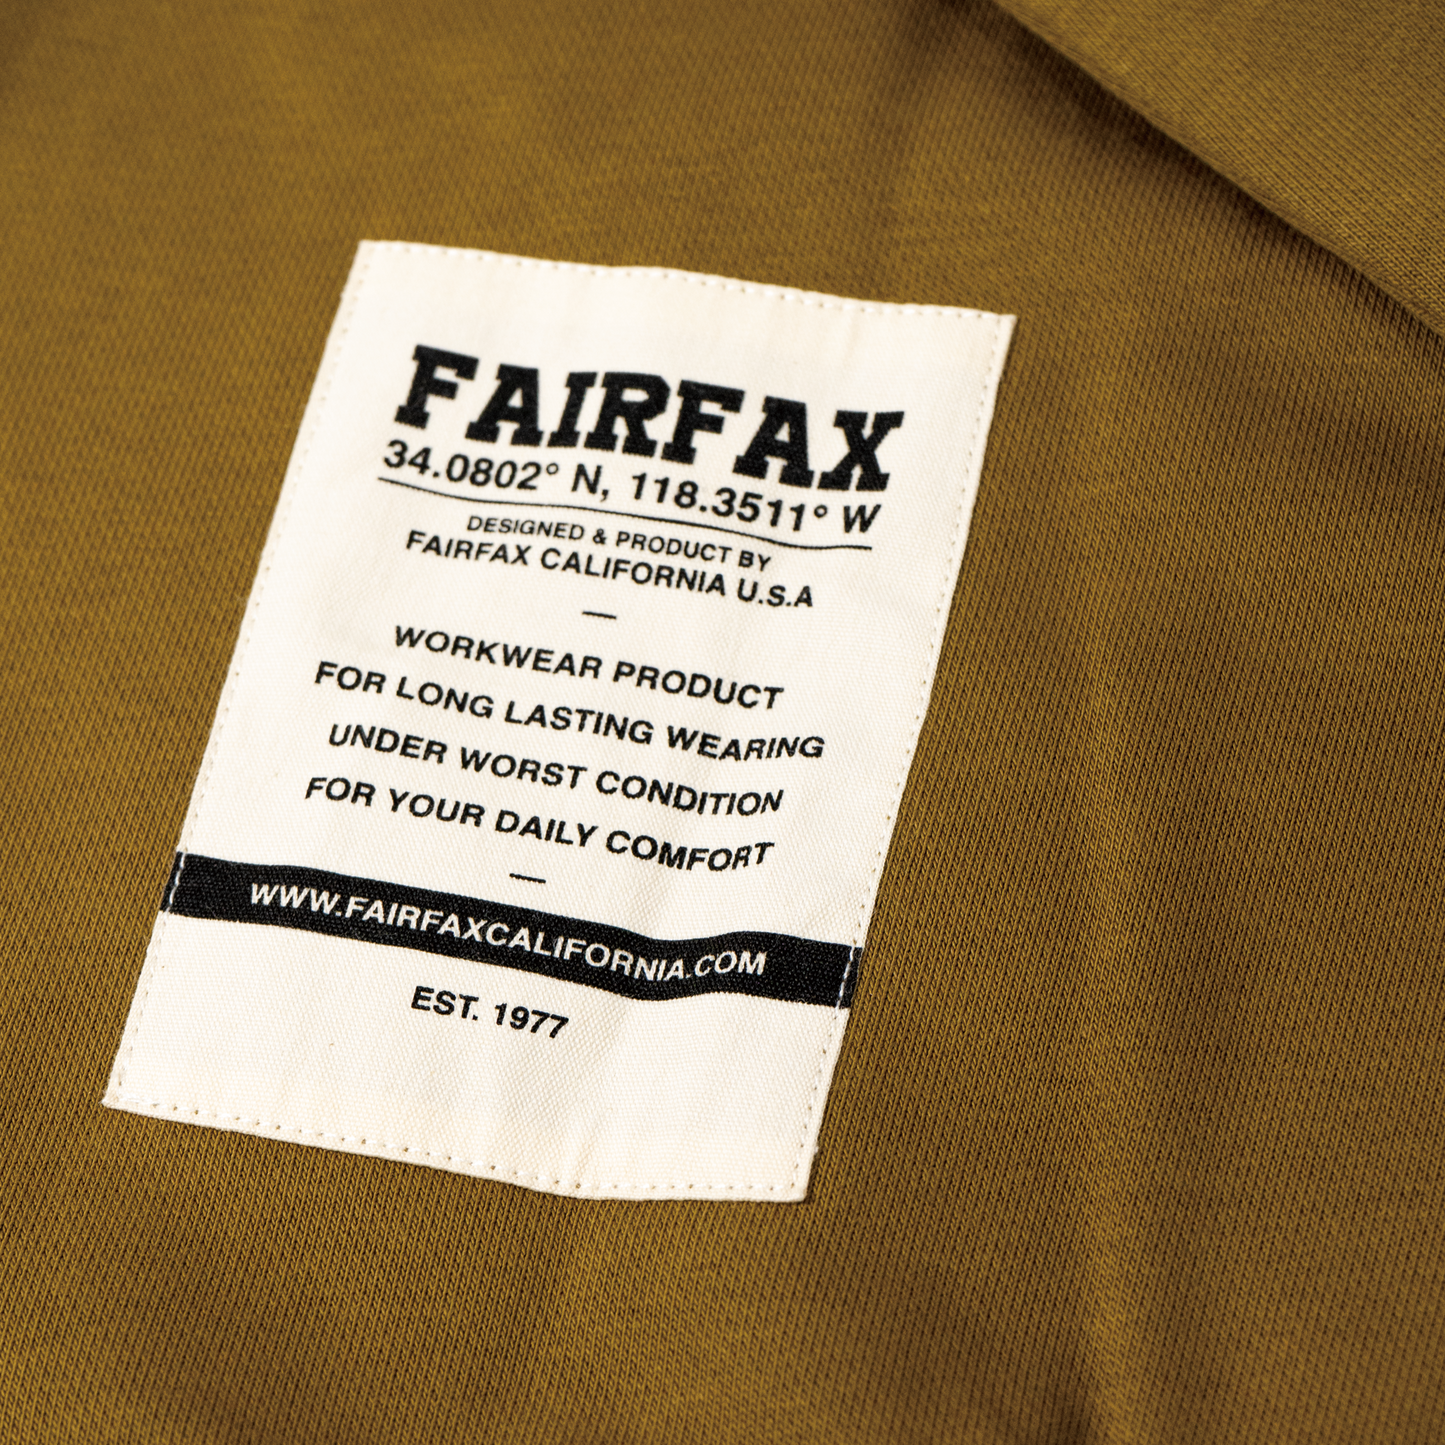 FAIRFAX
34.0802° N, 118.3511° W
DESIGNED & PRODUCT BY
FAIRFAX CALIFORNIA U.S.A
—
WORKWEAR PRODUCT
FOR LONG LASTING WEARING
UNDER WORST CONDITION
FOR YOUR DAILY COMFORT
—
WWW.FAIRFAXCALIFORNIA.COM
EST. 1977